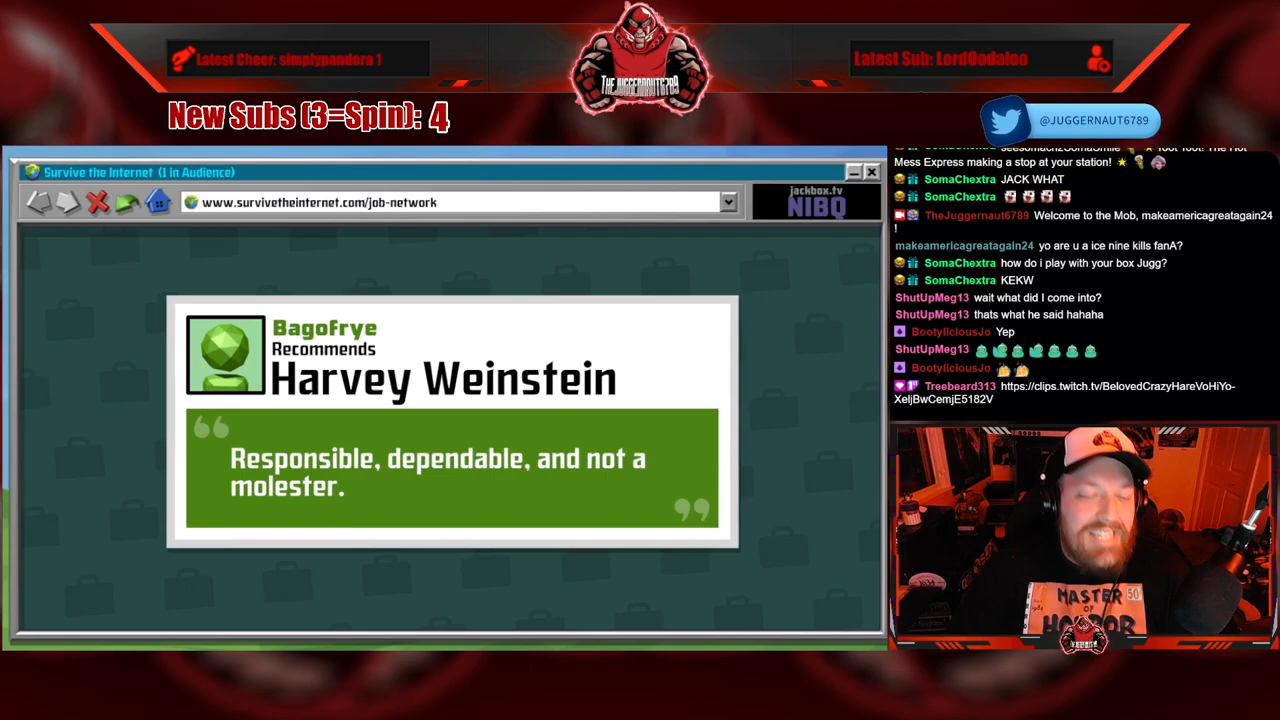 Latest Cheer: simplypandora 1
THEJUGGERNAUT6789
Latest Sub: LordOodaloo
New Subs (3=Spin): 4
@JUGGERNAUT6789
Survive the Internet (1 in Audience)
www.survivetheinternet.com/job-network
jackbox.tv
NIBQ
BagoFrye
Recommends
Harvey Weinstein
“
Responsible, dependable, and not a
molester.
”
Mess Express making a stop at your station!
SomaChextra JACK WHAT
SomaChextra
TheJuggernaut6789 Welcome to the Mob, makeamericagreatagain24
!
makeamericagreatagain24 yo are u a ice nine kills fanA?
SomaChextra how do i play with your box Jugg?
SomaChextra KEKW
ShutUpMeg13 wait what did I come into?
ShutUpMeg13 thats what he said hahaha
BootyliciousJo Yep
ShutUpMeg13
BootyliciousJo
Treebeard313 https://clips.twitch.tv/BelovedCrazyHareVoHiYo-
XeljBwCemjE5182V
MASTER 50
OF
HORROR